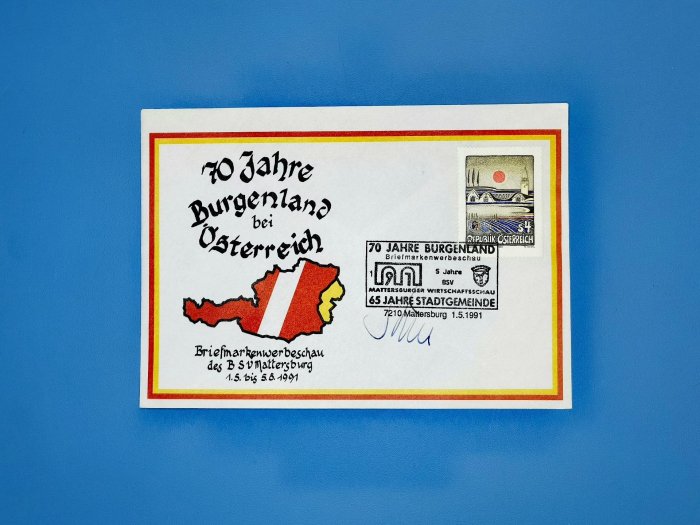 70 Jahre
Burgenland
bei
Österreich
Briefmarkenwerbeschau
des BSV Mattersburg
1.5. bis 5.5. 1991
S4
REPUBLIK ÖSTERREICH
70 JAHRE BURGENLAND
Briefmarkenwerbeschau
5 Jahre
BSV
MATTERSBURGER WIRTSCHAFTSSCHAU
65 JAHRE STADTGEMEINDE
7210 Mattersburg 1.5.1991